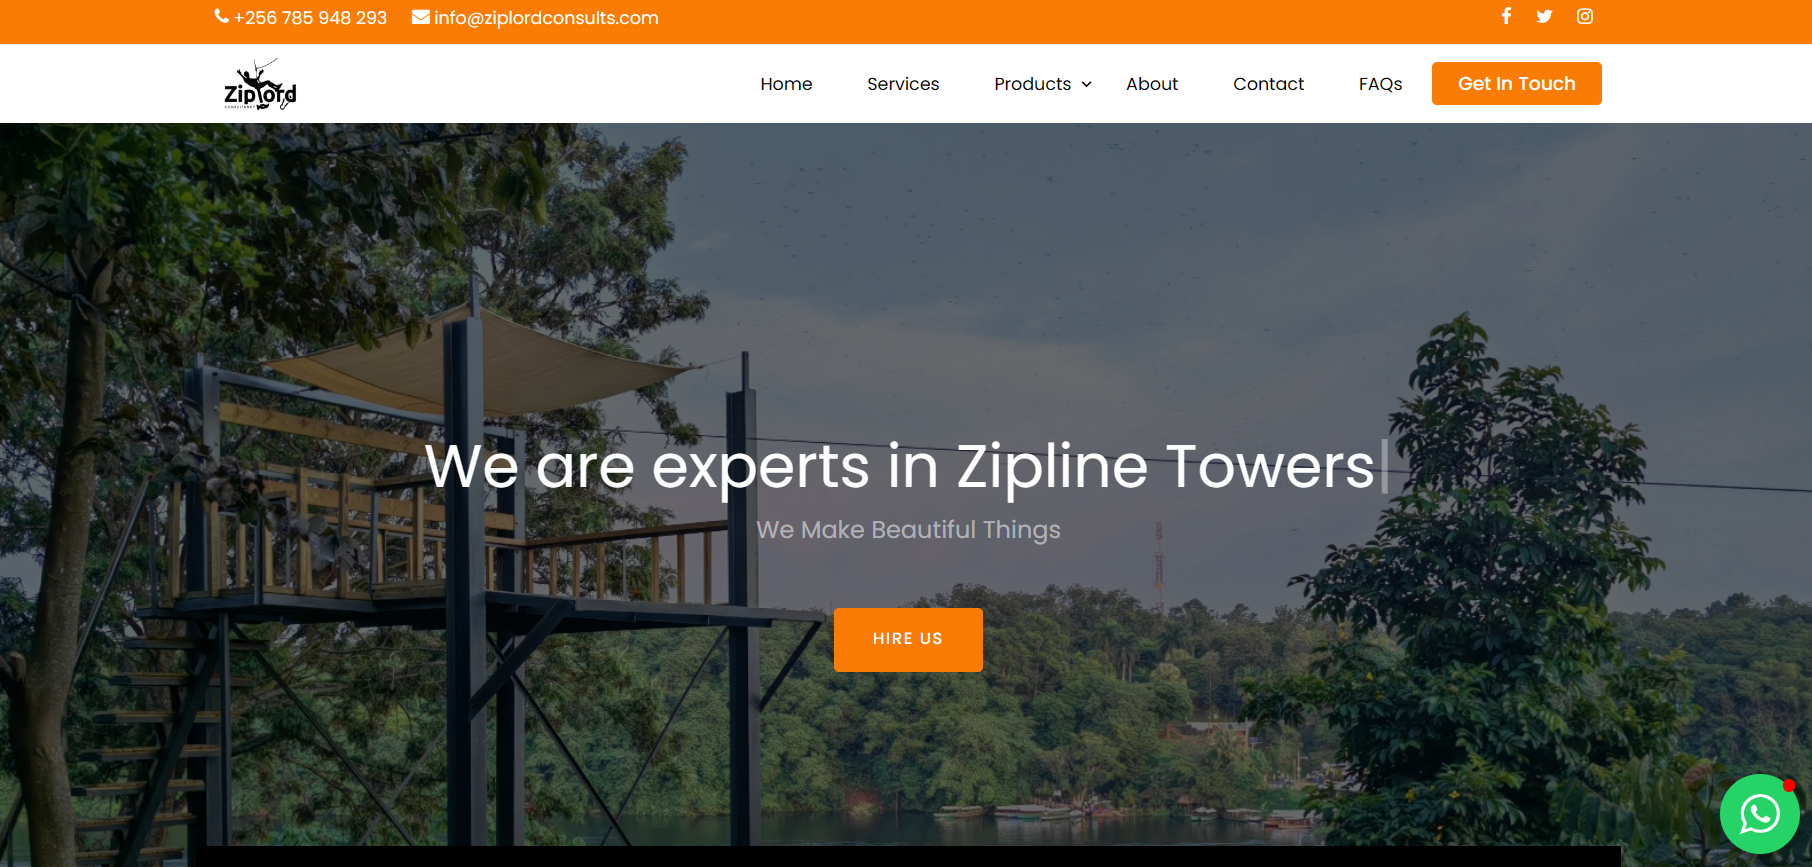 +256 785 948 293 info@ziplordconsults.com
Ziplord
CONSULTANCY
Home Services Products About Contact FAQs Get In Touch
We are experts in Zipline Towers|
We Make Beautiful Things
HIRE US